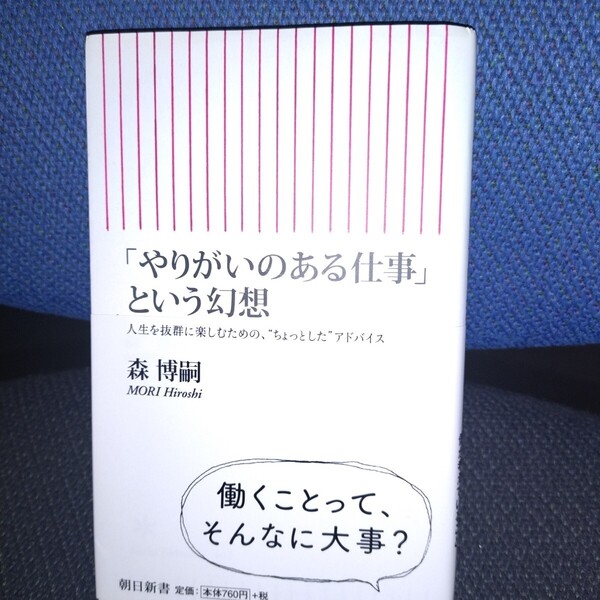 「やりがいのある仕事」
という幻想
人生を抜群に楽しむための、“ちょっとした”アドバイス
森 博嗣
MORI Hiroshi
働くことって、
そんなに大事？
朝日新書 定価：本体760円+税